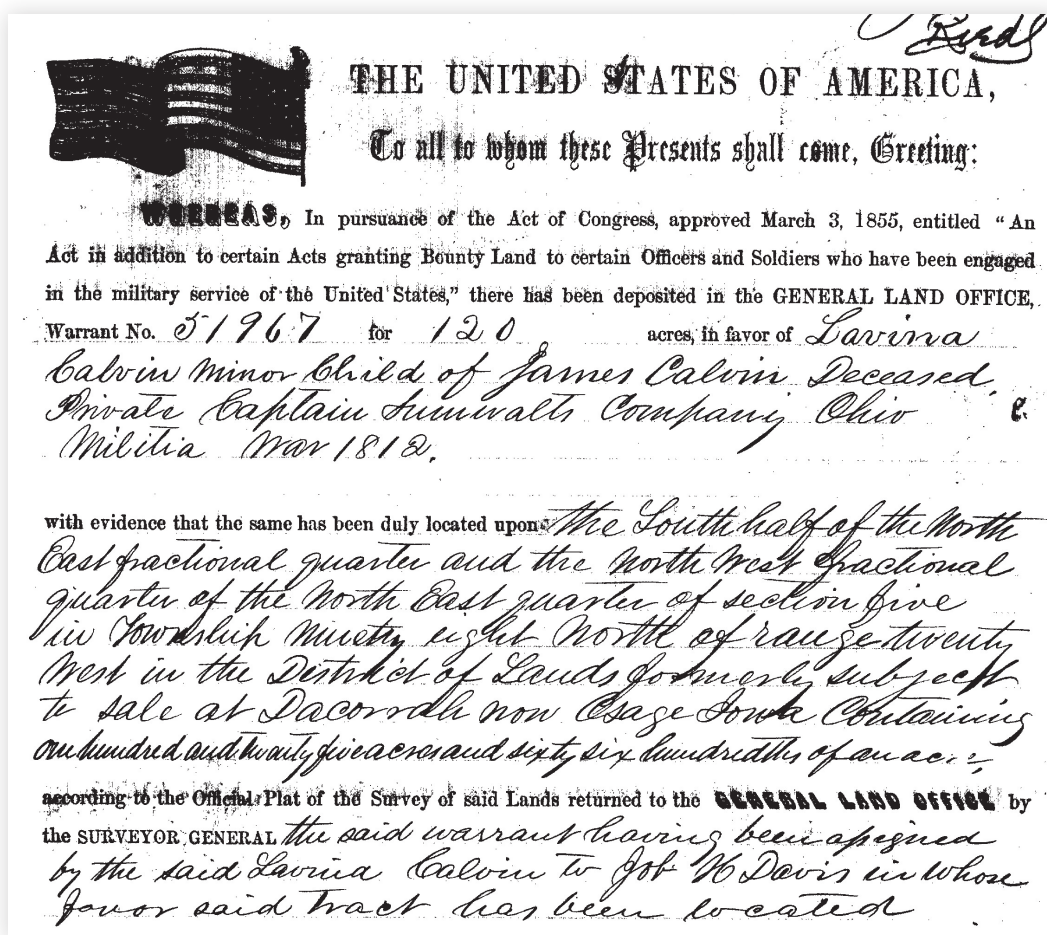 Recd
THE UNITED STATES OF AMERICA,
To all to whom these Presents shall come, Greeting:
WHEREAS, In pursuance of the Act of Congress, approved March 3, 1855, entitled "An
Act in addition to certain Acts granting Bounty Land to certain Officers and Soldiers who have been engaged
in the military service of the United States," there has been deposited in the GENERAL LAND OFFICE,
Warrant No. 51967 for 120 acres, in favor of Lavina
Calvin Minor Child of James Calvin Deceased,
Private Captain Sumwalts Company Ohio
Militia War 1812.
with evidence that the same has been duly located upon the South half of the North
East fractional quarter and the North West fractional
quarter of the North East quarter of section five
in Township Ninety eight North of range twenty
West in the District of Lands formerly subject
to sale at Dacorrah now Osage Iowa Containing
one hundred and twenty five acres and sixty six hundredths of an acre,
according to the Official Plat of the Survey of said Lands returned to the GENERAL LAND OFFICE by
the SURVEYOR GENERAL the said warrant having been assigned
by the said Lavina Calvin to Job W Davis in whose
favor said tract has been located